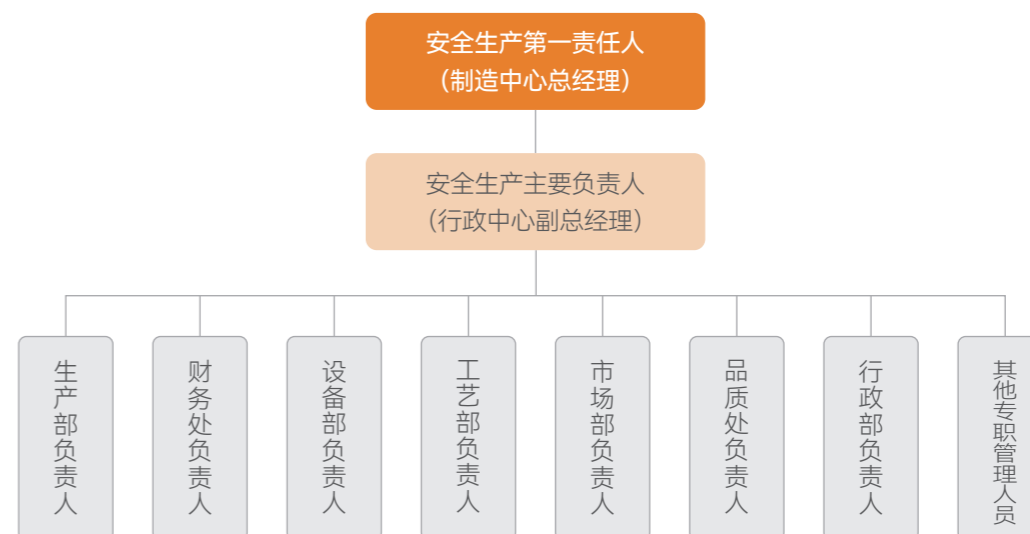 安全生产第一责任人
（制造中心总经理）
安全生产主要负责人
（行政中心副总经理）
生产部负责人
财务处负责人
设备部负责人
工艺部负责人
市场部负责人
品质处负责人
行政部负责人
其他专职管理人员